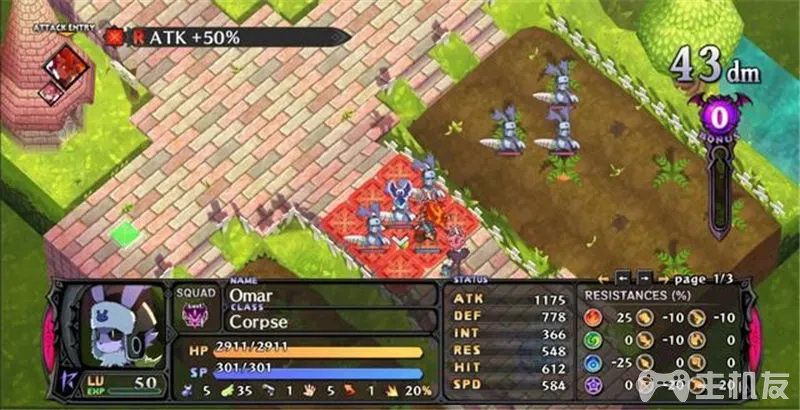 ATTACK ENTRY
R ATK +50%
43 dm
0
BONUS
NAME
Omar
CLASS
Corpse
SQUAD
HP 2911/2911
SP 301/301
LV 50
EXP
5 35 1 5 1 20%
STATUS
ATK 1175
DEF 778
INT 366
RES 548
HIT 612
SPD 584
page 1/3
RESISTANCES (%)
25 -10 -10
0 0 0
-25 0 0
0 -20 -20
主机友